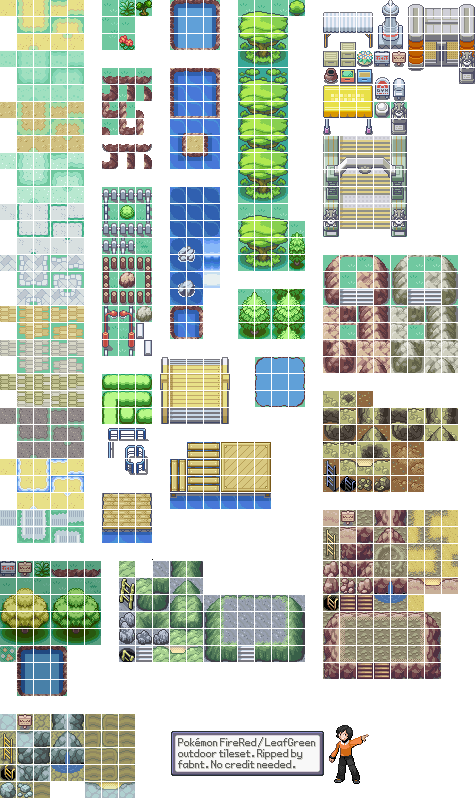 Pokémon FireRed/LeafGreen
outdoor tileset. Ripped by
fabnt. No credit needed.